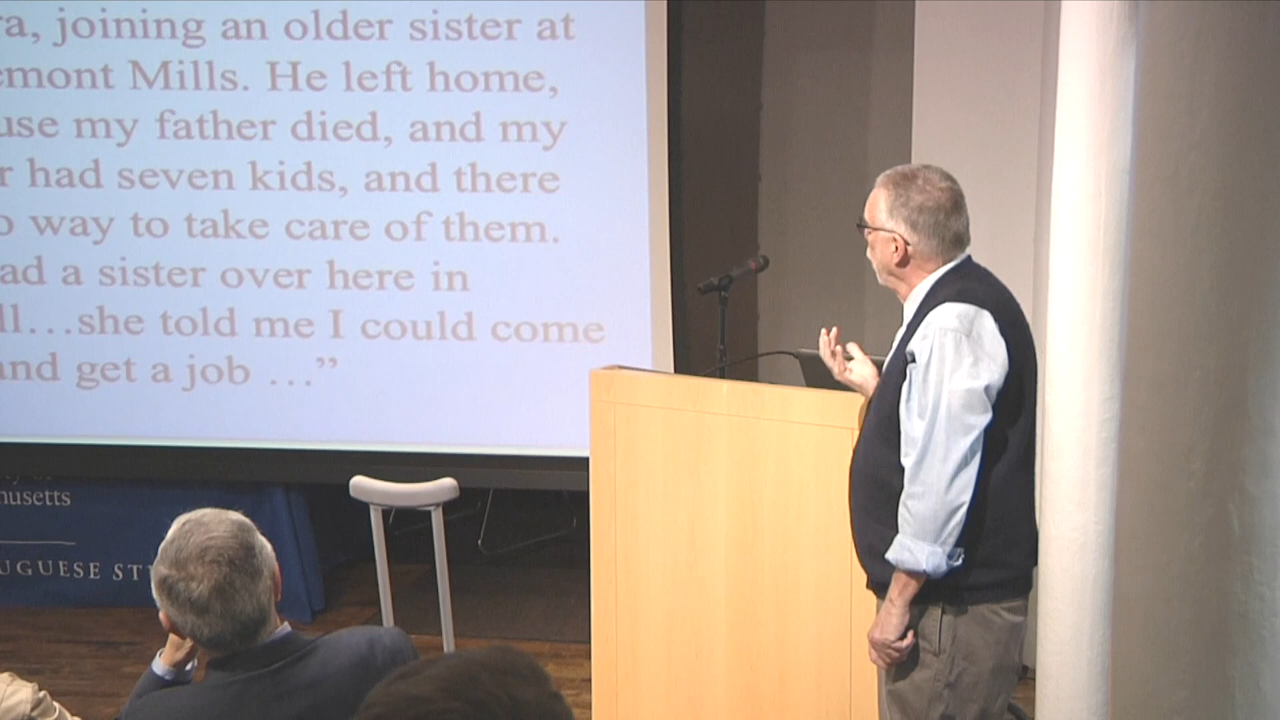 a, joining an older sister at
emont Mills. He left home,
use my father died, and my
r had seven kids, and there
o way to take care of them.
ad a sister over here in
ll…she told me I could come
and get a job …”
usetts
UGUESE ST